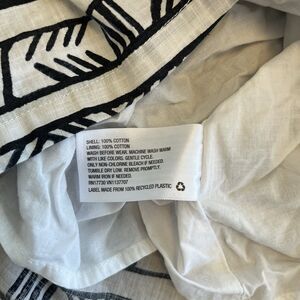 SHELL: 100% COTTON
LINING: 100% COTTON
WASH BEFORE WEAR. MACHINE WASH WARM
WITH LIKE COLORS. GENTLE CYCLE.
ONLY NON-CHLORINE BLEACH IF NEEDED.
TUMBLE DRY LOW. REMOVE PROMPTLY.
WARM IRON IF NEEDED.
RN17730 VN137707
LABEL MADE FROM 100% RECYCLED PLASTIC